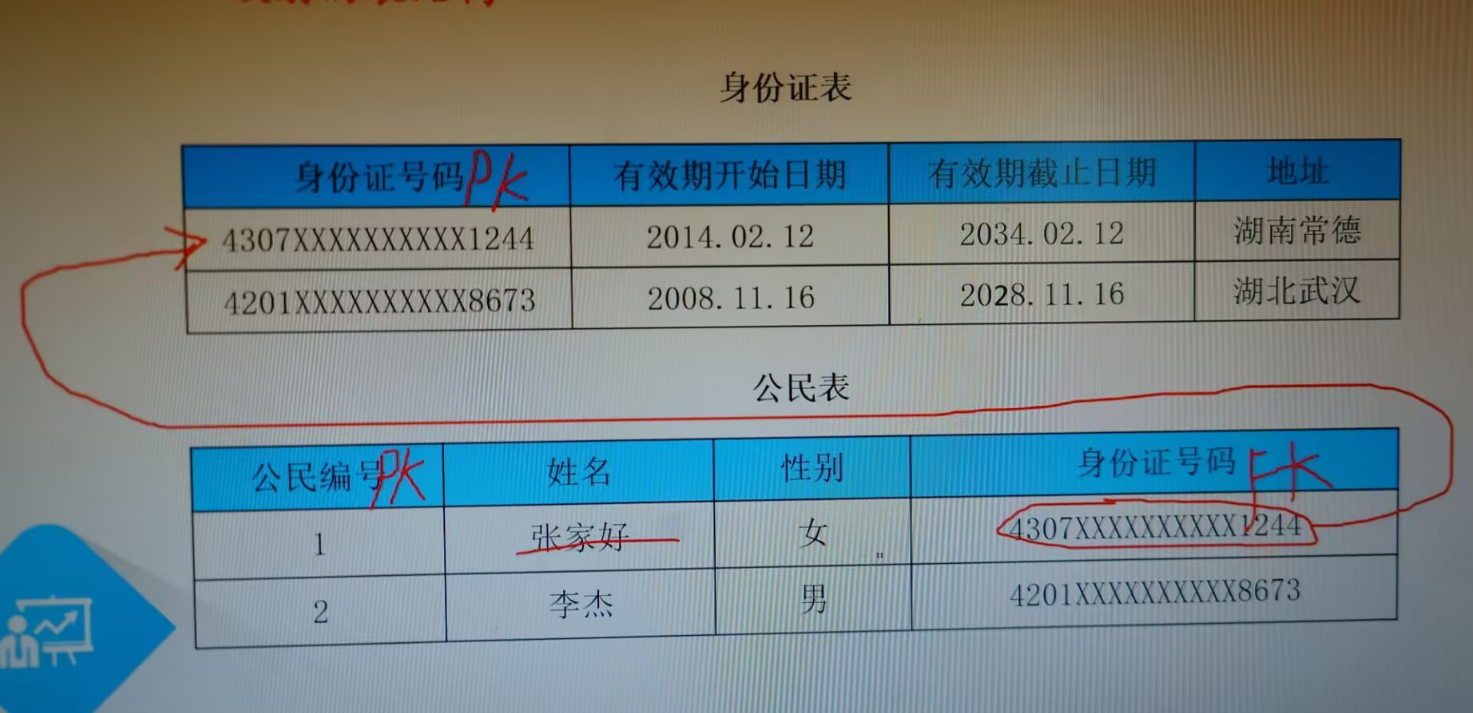 身份证表
身份证号码PK 有效期开始日期 有效期截止日期 地址
4307XXXXXXXXXX1244 2014.02.12 2034.02.12 湖南常德
4201XXXXXXXXXX8673 2008.11.16 2028.11.16 湖北武汉
公民表
公民编号PK 姓名 性别 身份证号码FK
1 张家好 女 4307XXXXXXXXXX1244
2 李杰 男 4201XXXXXXXXXX8673